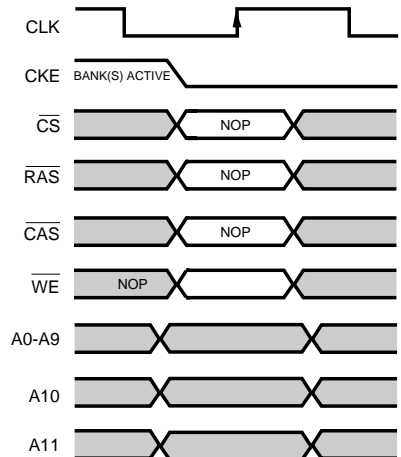 CLK
CKE BANK(S) ACTIVE
CS NOP
RAS NOP
CAS NOP
WE NOP
A0-A9
A10
A11